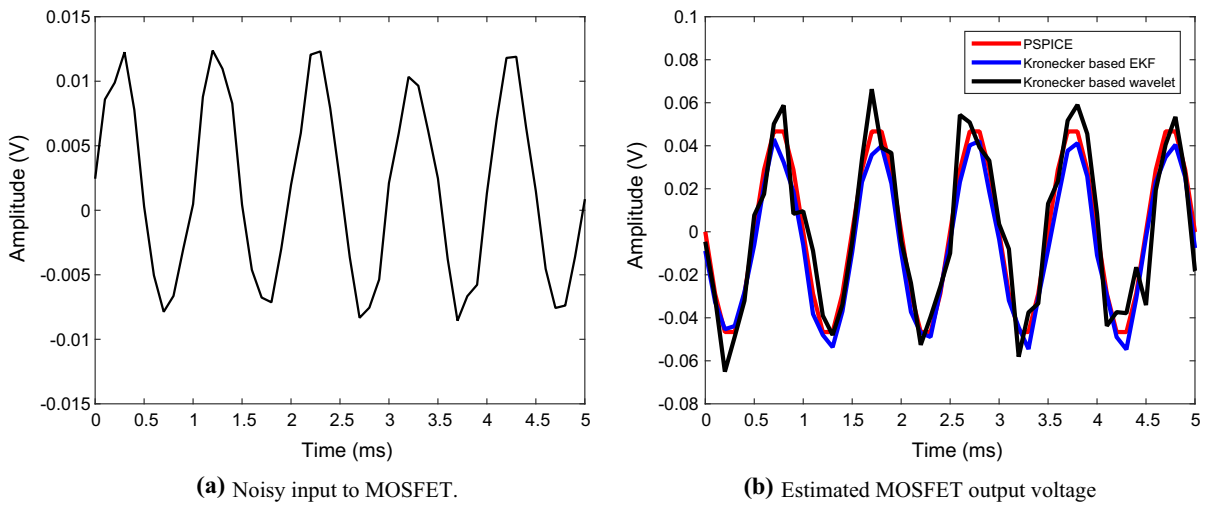 0.015
0.01
0.005
0
-0.005
-0.01
-0.015
Amplitude (V)
0 0.5 1 1.5 2 2.5 3 3.5 4 4.5 5
Time (ms)
(a) Noisy input to MOSFET.
0.1
0.08
0.06
0.04
0.02
0
-0.02
-0.04
-0.06
-0.08
Amplitude (V)
PSPICE
Kronecker based EKF
Kronecker based wavelet
0 0.5 1 1.5 2 2.5 3 3.5 4 4.5 5
Time (ms)
(b) Estimated MOSFET output voltage